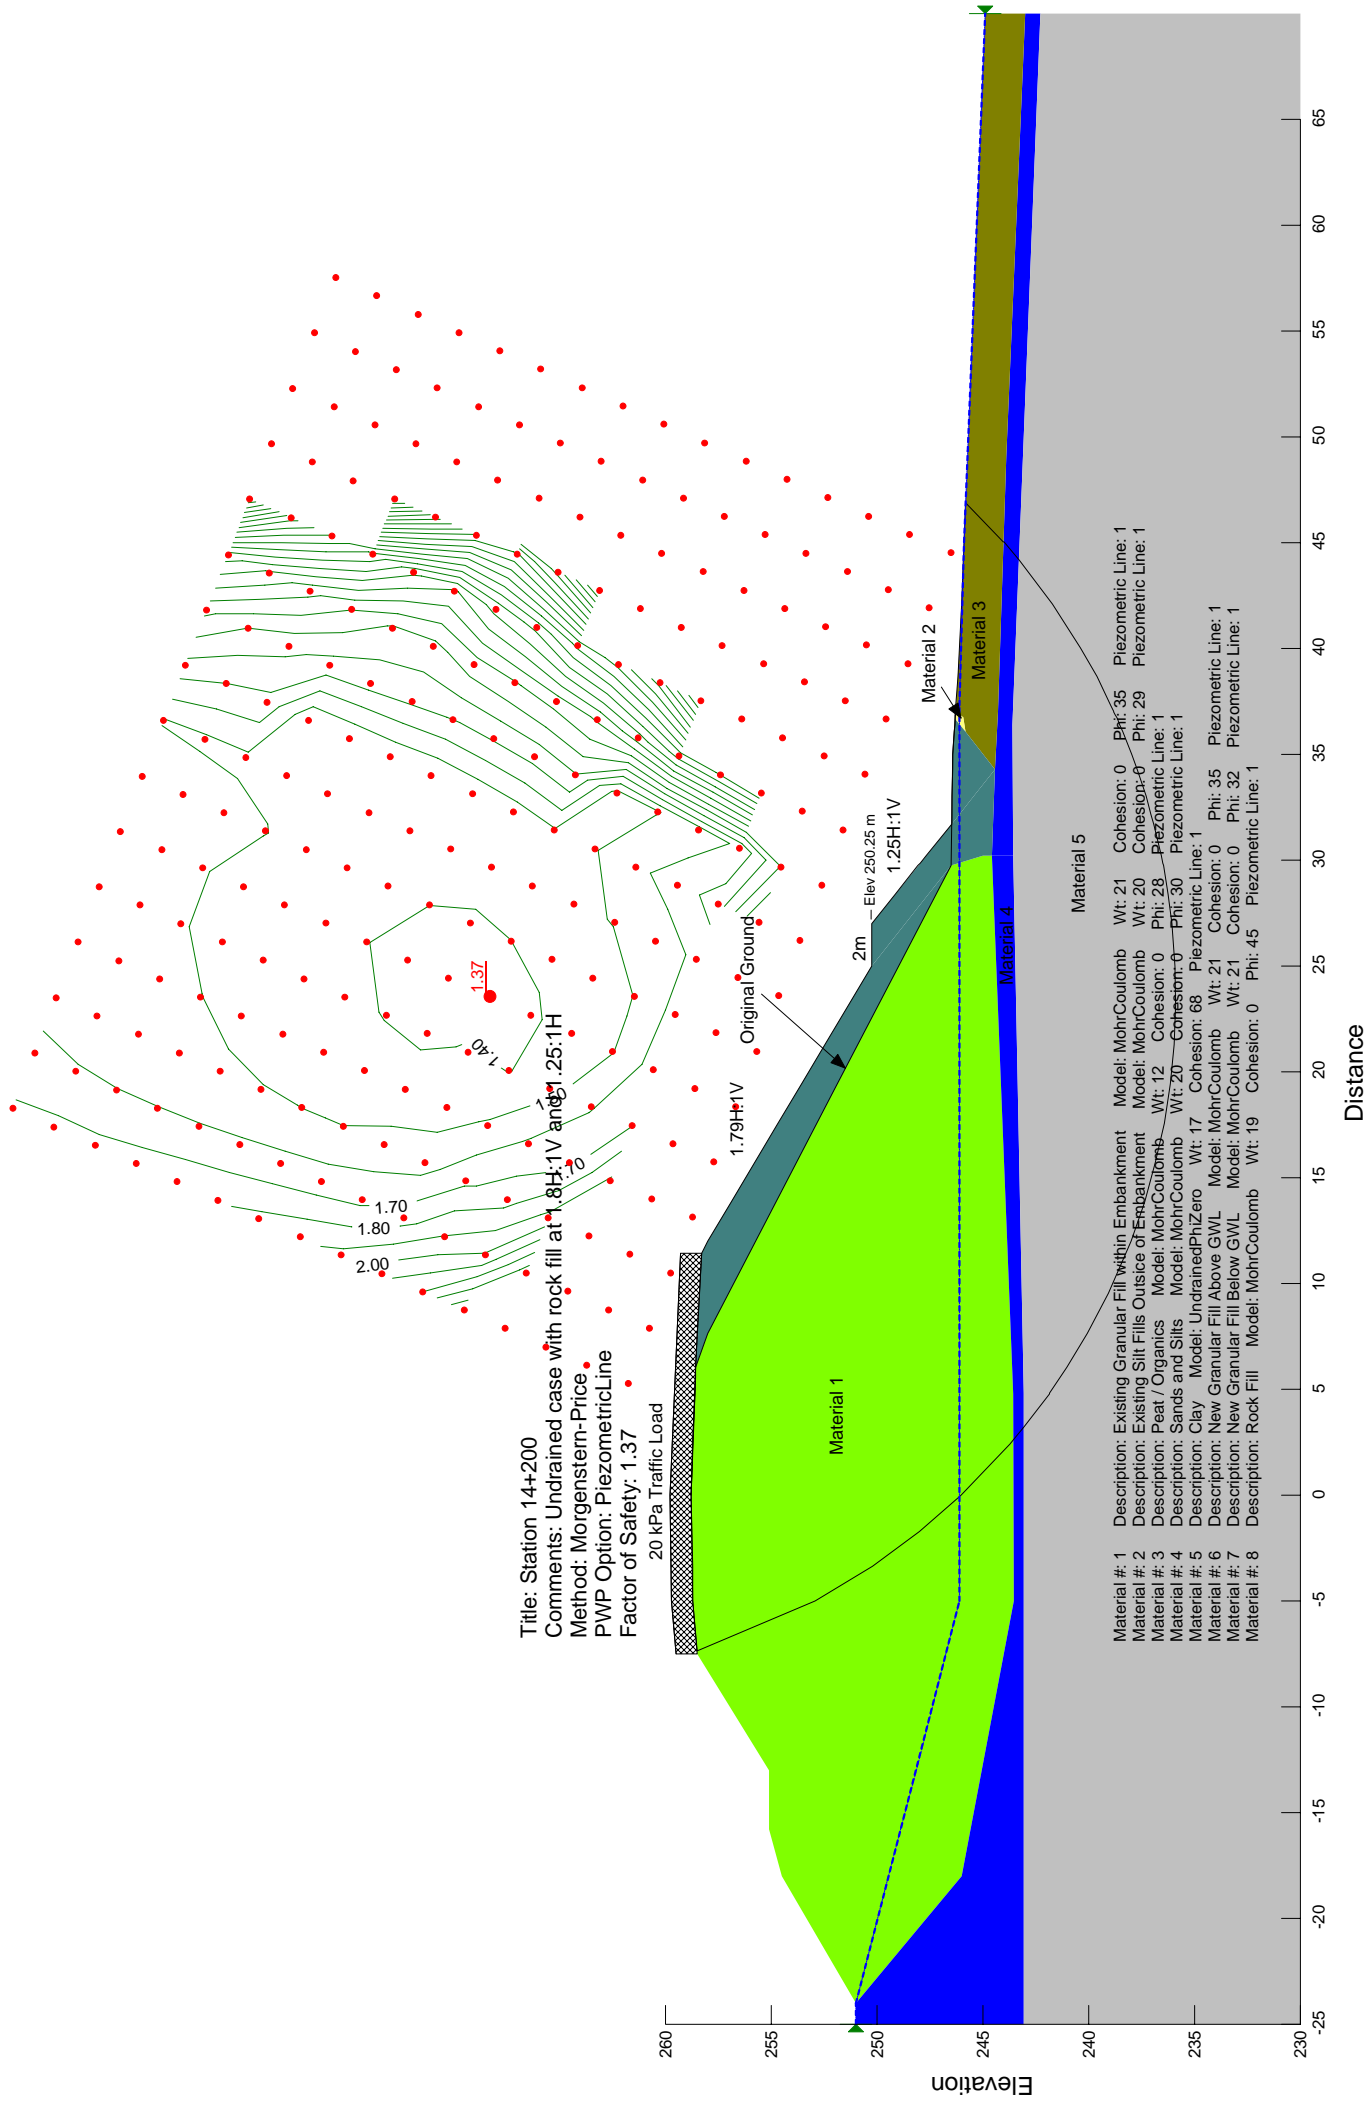 Title: Station 14+200
Comments: Undrained case with rock fill at 1.8H:1V and 1.25:1H
Method: Morgenstern-Price
PWP Option: PiezometricLine
Factor of Safety: 1.37
20 kPa Traffic Load
1.37
1.40
1.60
1.70
1.70
1.80
2.00
1.79H:1V
Original Ground
2m
Elev 250.25 m
1.25H:1V
Material 2
Material 3
Material 1
Material 4
Material 5
Material #: 1 Description: Existing Granular Fill within Embankment Model: MohrCoulomb Wt: 21 Cohesion: 0 Phi: 35 Piezometric Line: 1
Material #: 2 Description: Existing Silt Fills Outside of Embankment Model: MohrCoulomb Wt: 20 Cohesion: 0 Phi: 29 Piezometric Line: 1
Material #: 3 Description: Peat / Organics Model: MohrCoulomb Wt: 12 Cohesion: 0 Phi: 28 Piezometric Line: 1
Material #: 4 Description: Sands and Silts Model: MohrCoulomb Wt: 20 Cohesion: 0 Phi: 30 Piezometric Line: 1
Material #: 5 Description: Clay Model: UndrainedPhiZero Wt: 17 Cohesion: 68 Piezometric Line: 1
Material #: 6 Description: New Granular Fill Above GWL Model: MohrCoulomb Wt: 21 Cohesion: 0 Phi: 35 Piezometric Line: 1
Material #: 7 Description: New Granular Fill Below GWL Model: MohrCoulomb Wt: 21 Cohesion: 0 Phi: 32 Piezometric Line: 1
Material #: 8 Description: Rock Fill Model: MohrCoulomb Wt: 19 Cohesion: 0 Phi: 45 Piezometric Line: 1
Elevation
260
255
250
245
240
235
230
-25
-20
-15
-10
-5
0
5
10
15
20
25
30
35
40
45
50
55
60
65
Distance